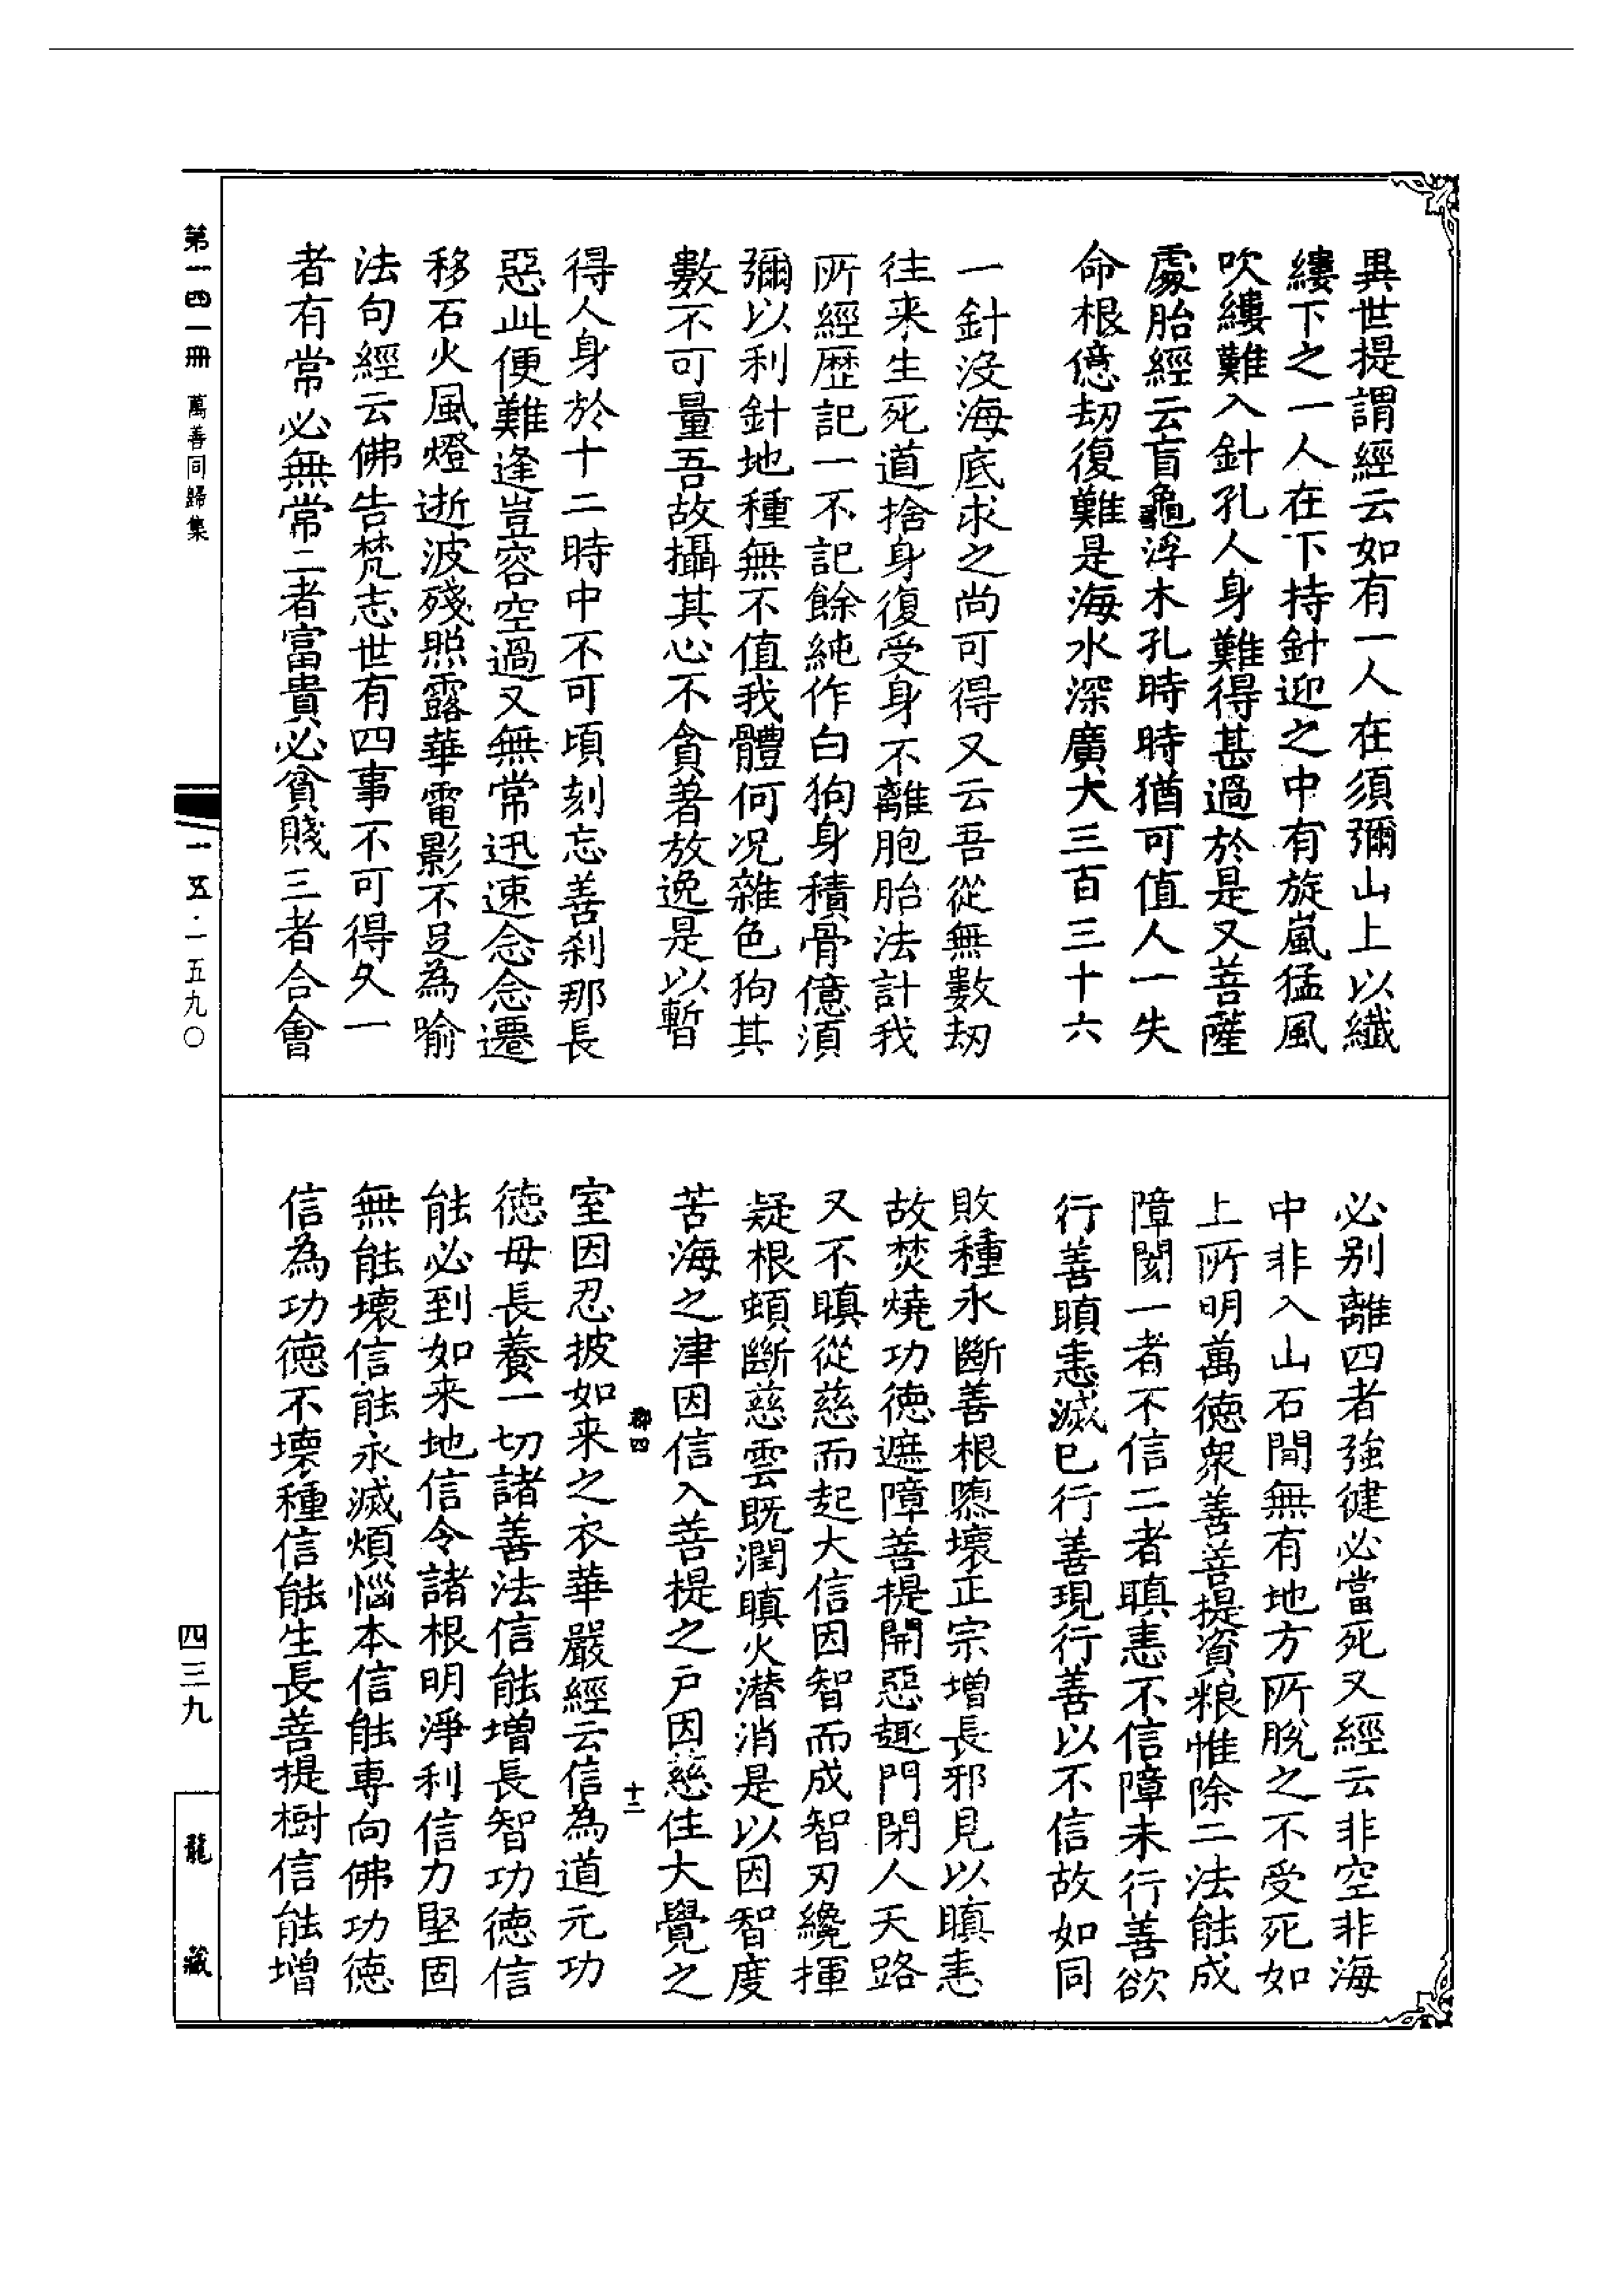 異世提謂經云如有一人在須彌山上以纖
縷下之一人在下持針迎之中有旋嵐猛風
吹縷難入針孔人身難得甚過於是又菩薩
處胎經云盲龜浮木孔時時猶可值人一失
命根億劫復難是海水深廣大三百三十六
一針没海底求之尚可得又云吾從無數劫
往来生死道捨身復受身不離胞胎法計我
所經歷記一不記餘純作白狗身積骨億湏
彌以利針地種無不值我體何况雜色狗其
數不可量吾故攝其心不貪著放逸是以暫
得人身於十二時中不可頃刻忘善剎那長
惡此便難逢豈容空過又無常迅速念念遷
移石火風燈逝波殘照露華電影不足為喻
法句經云佛告梵志世有四事不可得久一
者有常必無常二者富貴必貧賤三者合會
必别離四者強健必當死又經云非空非海
中非入山石間無有地方所脫之不受死如
上所明萬德衆善菩提資粮惟除二法能成
障閡一者不信二者瞋恚不信障未行善欲
行善瞋恚滅已行善現行善以不信故如同
敗種永斷善根隳壞正宗增長邪見以瞋恚
故焚燒功德遮障菩提開惡趣門閉人天路
又不瞋從慈而起大信因智而成智刃纔揮
疑根頓斷慈雲既潤瞋火潜消是以因智度
苦海之津因信入菩提之户因慈住大覺之
郡四
十二
室因忍披如来之衣華嚴經云信為道元功
德母長養一切諸善法信能增長智功德信
能必到如来地信令諸根明淨利信力堅固
無能壞信能永滅煩惱本信能專向佛功德
信為功德不壞種信能生長菩提樹信能增
第一四一冊 萬善同歸集
一一五·一五九〇
四三九
龍藏